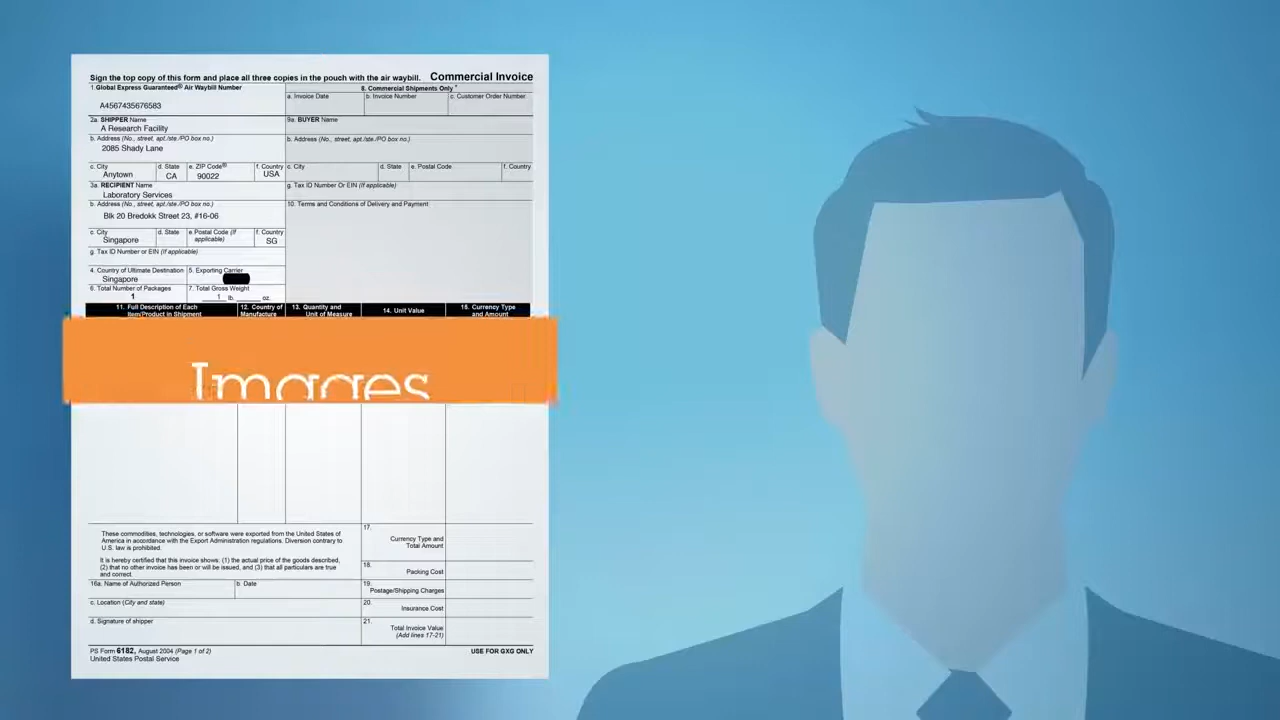 Sign the top copy of this form and place all three copies in the pouch with the air waybill. Commercial Invoice
1.Global Express Guaranteed® Air Waybill Number
8. Commercial Shipments Only *
a. Invoice Date b. Invoice Number c. Customer Order Number
A4567435676583
2a. SHIPPER Name
9a. BUYER Name
A Research Facility
b. Address (No., street, apt./ste./PO box no.)
b. Address (No., street, apt./ste./PO box no.)
2085 Shady Lane
c. City d. State e. ZIP Code® f. Country
c. City d. State e. Postal Code f. Country
Anytown CA 90022 USA
3a. RECIPIENT Name
g. Tax ID Number Or EIN (If applicable)
Laboratory Services
b. Address (No., street, apt./ste./PO box no.)
10. Terms and Conditions of Delivery and Payment
Blk 20 Bredokk Street 23, #16-06
c. City d. State e. Postal Code (If applicable) f. Country
Singapore SG
g. Tax ID Number or EIN (If applicable)
4. Country of Ultimate Destination 5. Exporting Carrier
Singapore
6. Total Number of Packages 7. Total Gross Weight
1 1 lb. oz.
11. Full Description of Each Item/Product in Shipment
12. Country of Manufacture
13. Quantity and Unit of Measure
14. Unit Value
15. Currency Type and Amount
Images
These commodities, technologies, or software were exported from the United States of
America in accordance with the Export Administration regulations. Diversion contrary to
U.S. law is prohibited.
It is hereby certified that this invoice shows: (1) the actual price of the goods described,
(2) that no other invoice has been or will be issued, and (3) that all particulars are true
and correct.
17.
Currency Type and
Total Amount
18.
Packing Cost
16a. Name of Authorized Person b. Date
19.
Postage/Shipping Charges
c. Location (City and state)
20.
Insurance Cost
d. Signature of shipper
21.
Total Invoice Value
(Add lines 17-21)
PS Form 6182, August 2004 (Page 1 of 2)
USE FOR GXG ONLY
United States Postal Service